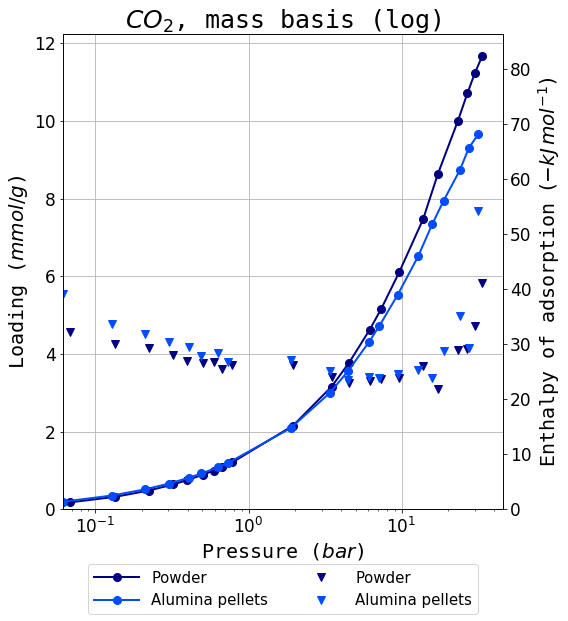 CO₂, mass basis (log)
Loading (mmol/g)
12
10
8
6
4
2
0
80
70
60
50
40
30
20
10
0
Enthalpy of adsorption (−kJ mol⁻¹)
10⁻¹ 10⁰ 10¹
Pressure (bar)
Powder Powder
Alumina pellets Alumina pellets